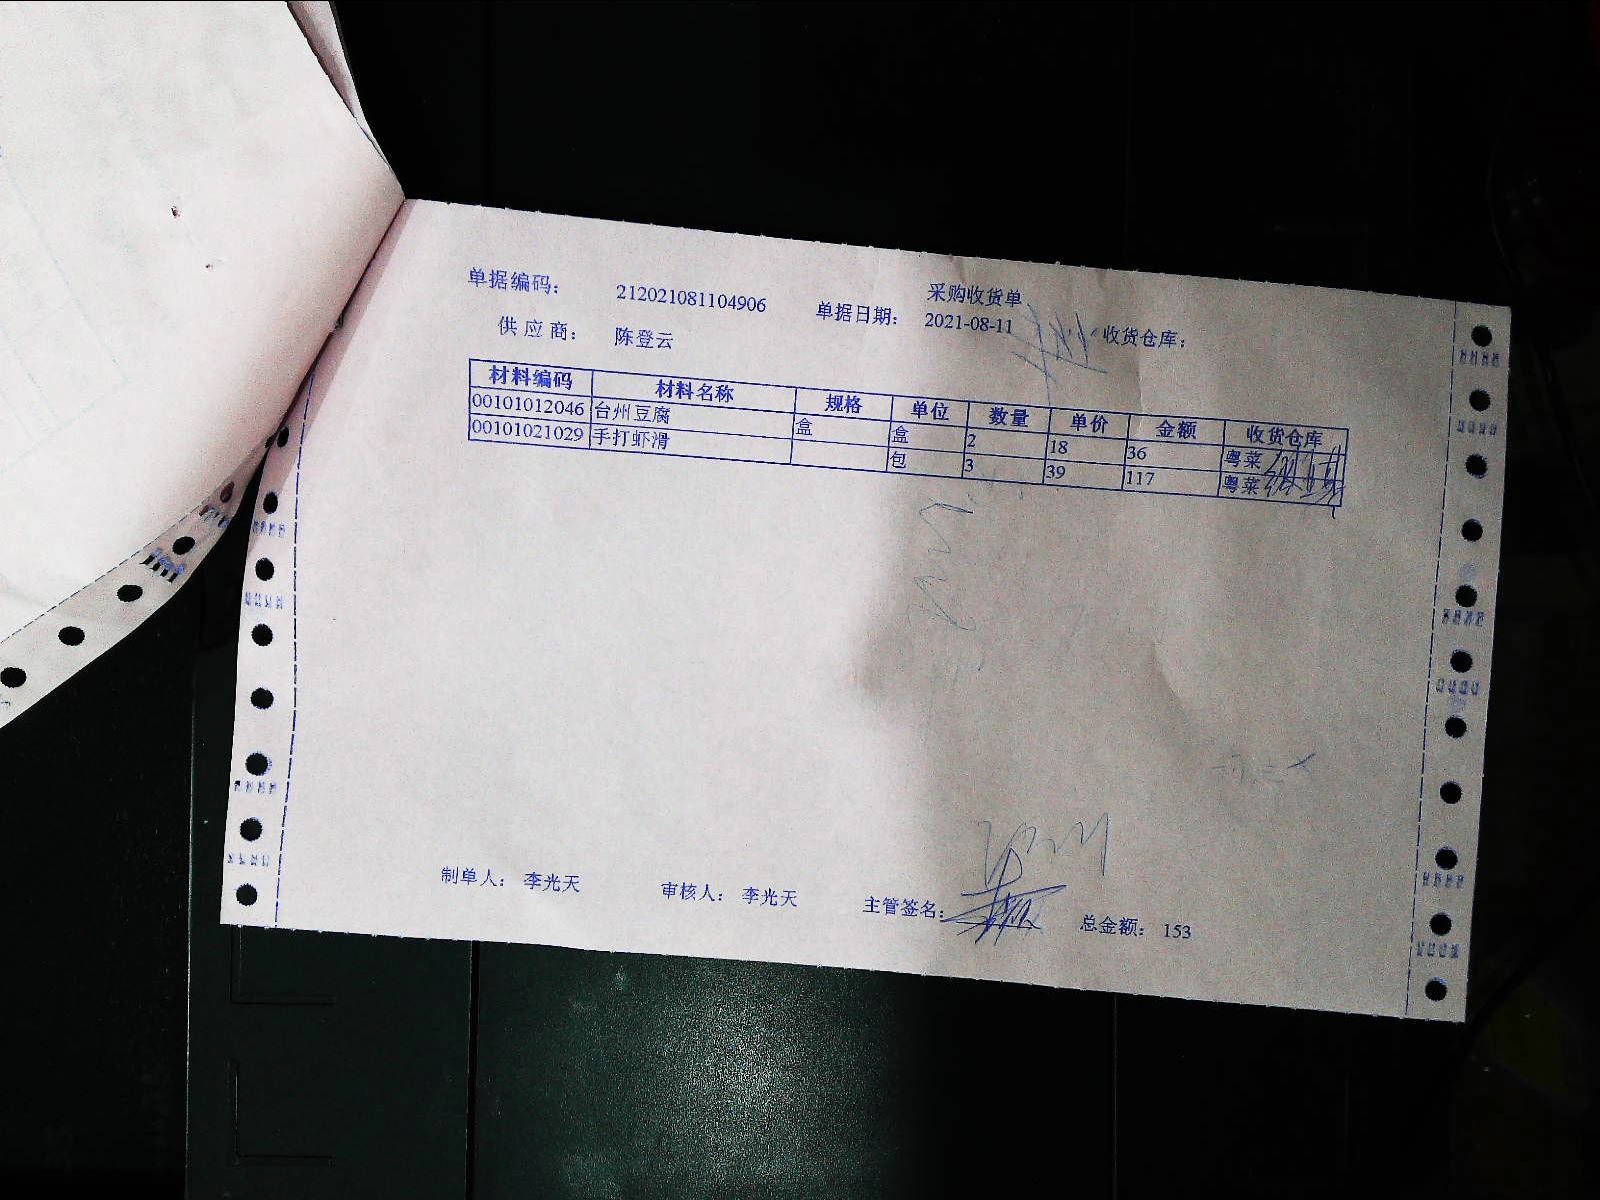 采购收货单
单据编码： 212021081104906 单据日期： 2021-08-11 收货仓库：
供应商： 陈登云
材料编码 材料名称 规格 单位 数量 单价 金额 收货仓库
00101012046 台州豆腐 盒 盒 2 18 36 粤菜
00101021029 手打虾滑 包 3 39 117 粤菜
制单人： 李光天 审核人： 李光天 主管签名： 总金额： 153